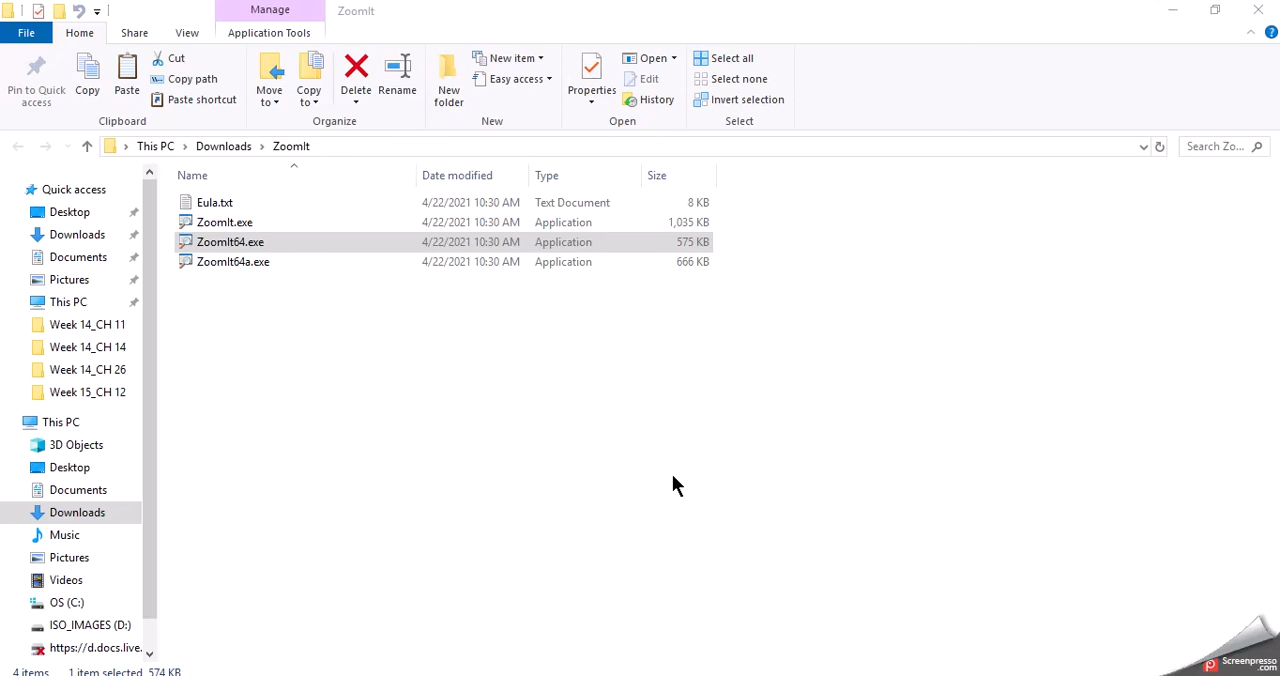 Manage
ZoomIt
File
Home
Share
View
Application Tools
Pin to Quick
access
Copy
Paste
Cut
Copy path
Paste shortcut
Clipboard
Move
to
Copy
to
Delete
Rename
Organize
New
folder
New item
Easy access
New
Properties
Open
Edit
History
Open
Select all
Select none
Invert selection
Select
This PC > Downloads > ZoomIt
Search Zo...
Name
Date modified
Type
Size
Eula.txt 4/22/2021 10:30 AM Text Document 8 KB
ZoomIt.exe 4/22/2021 10:30 AM Application 1,035 KB
ZoomIt64.exe 4/22/2021 10:30 AM Application 575 KB
ZoomIt64a.exe 4/22/2021 10:30 AM Application 666 KB
Quick access
Desktop
Downloads
Documents
Pictures
This PC
Week 14_CH 11
Week 14_CH 14
Week 14_CH 26
Week 15_CH 12
This PC
3D Objects
Desktop
Documents
Downloads
Music
Pictures
Videos
OS (C:)
ISO_IMAGES (D:)
https://d.docs.live.
4 items 1 item selected 574 KB
Screenpresso
.com